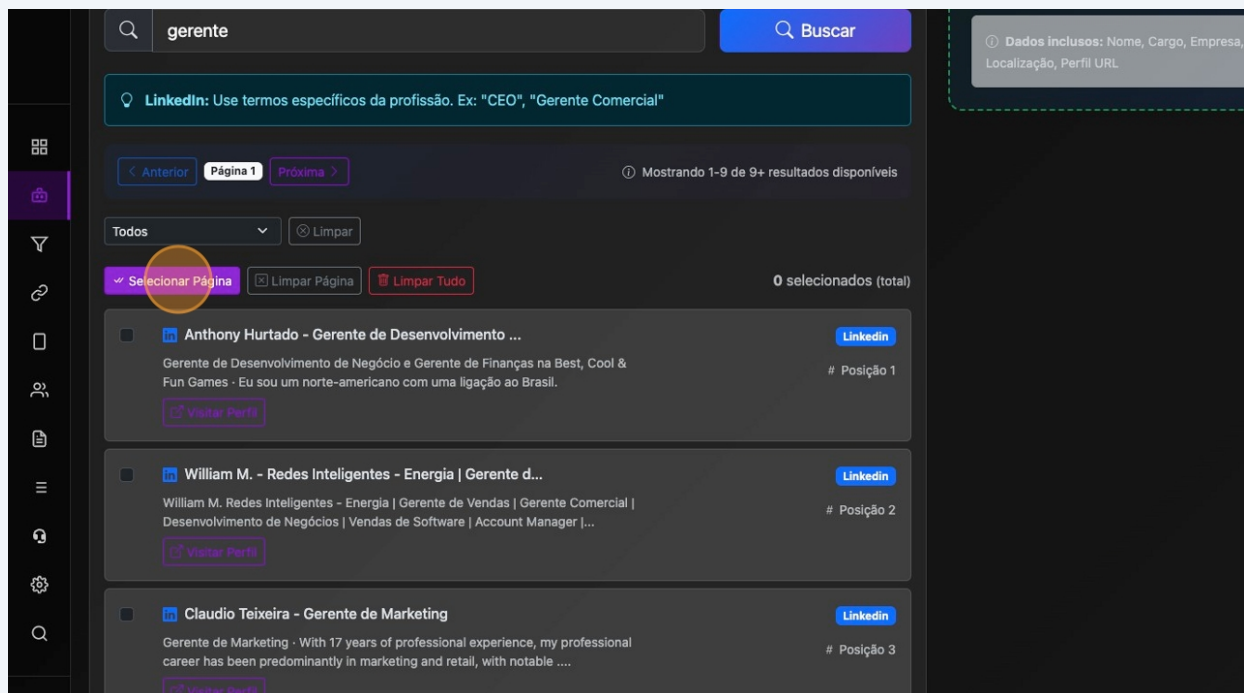 gerente
Buscar
Dados inclusos: Nome, Cargo, Empresa,
Localização, Perfil URL
LinkedIn: Use termos específicos da profissão. Ex: "CEO", "Gerente Comercial"
Anterior
Página 1
Próxima
Mostrando 1-9 de 9+ resultados disponíveis
Todos
Limpar
Selecionar Página
Limpar Página
Limpar Tudo
0 selecionados (total)
Anthony Hurtado - Gerente de Desenvolvimento ...
Linkedin
Gerente de Desenvolvimento de Negócio e Gerente de Finanças na Best, Cool &
Fun Games · Eu sou um norte-americano com uma ligação ao Brasil.
# Posição 1
Visitar Perfil
William M. - Redes Inteligentes - Energia | Gerente d...
Linkedin
William M. Redes Inteligentes - Energia | Gerente de Vendas | Gerente Comercial |
Desenvolvimento de Negócios | Vendas de Software | Account Manager |...
# Posição 2
Visitar Perfil
Claudio Teixeira - Gerente de Marketing
Linkedin
Gerente de Marketing · With 17 years of professional experience, my professional
career has been predominantly in marketing and retail, with notable ....
# Posição 3
Visitar Perfil